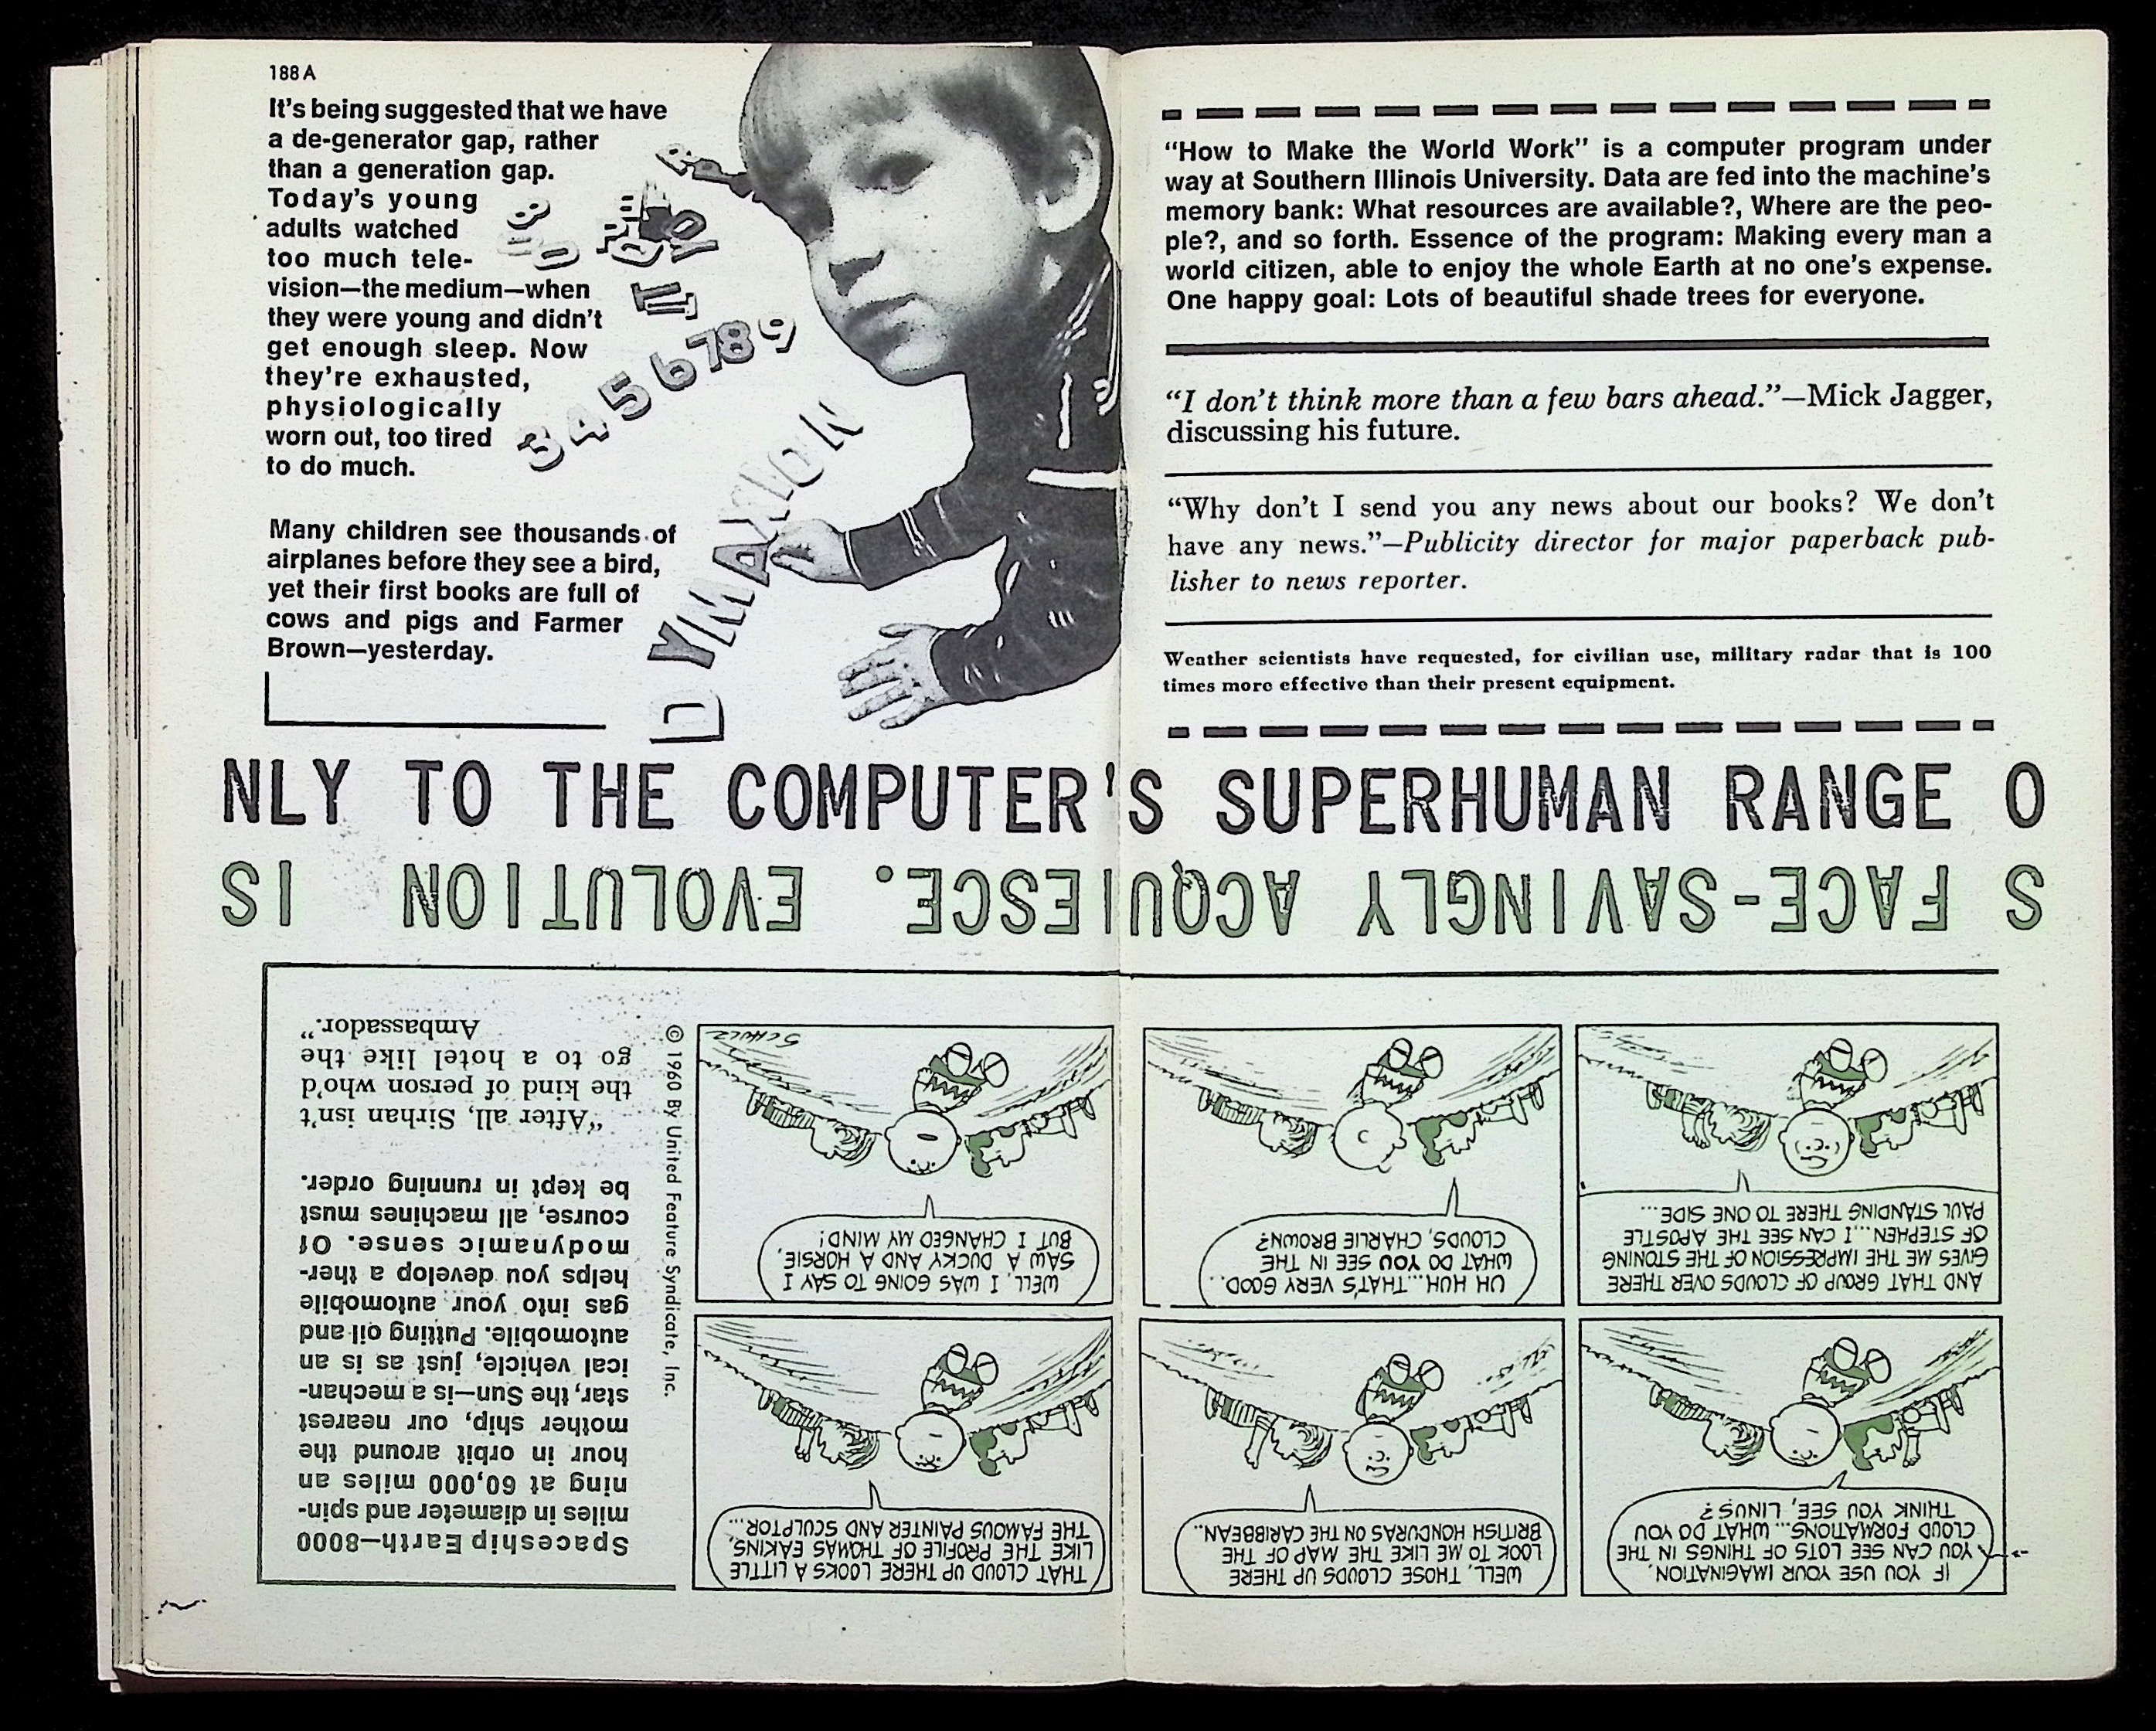 188 A
It's being suggested that we have
a de-generator gap, rather
than a generation gap.
Today's young
adults watched
too much tele-
vision—the medium—when
they were young and didn't
get enough sleep. Now
they're exhausted,
physiologically
worn out, too tired
to do much.
Many children see thousands of
airplanes before they see a bird,
yet their first books are full of
cows and pigs and Farmer
Brown—yesterday.
3456789
DYMAXION
"How to Make the World Work" is a computer program under
way at Southern Illinois University. Data are fed into the machine's
memory bank: What resources are available?, Where are the peo-
ple?, and so forth. Essence of the program: Making every man a
world citizen, able to enjoy the whole Earth at no one's expense.
One happy goal: Lots of beautiful shade trees for everyone.
"I don't think more than a few bars ahead."—Mick Jagger,
discussing his future.
"Why don't I send you any news about our books? We don't
have any news."—Publicity director for major paperback pub-
lisher to news reporter.
Weather scientists have requested, for civilian use, military radar that is 100
times more effective than their present equipment.
NLY TO THE COMPUTER'S SUPERHUMAN RANGE O
S FACE-SAVINGLY ACQUIESCE. EVOLUTION IS
IF YOU USE YOUR IMAGINATION,
YOU CAN SEE LOTS OF THINGS IN THE
CLOUD FORMATIONS... WHAT DO YOU
THINK YOU SEE, LINUS?
WELL, THOSE CLOUDS UP THERE
LOOK TO ME LIKE THE MAP OF THE
BRITISH HONDURAS ON THE CARIBBEAN..
THAT CLOUD UP THERE LOOKS A LITTLE
LIKE THE PROFILE OF THOMAS EAKINS,
THE FAMOUS PAINTER AND SCULPTOR...
AND THAT GROUP OF CLOUDS OVER THERE
GIVES ME THE IMPRESSION OF THE STONING
OF STEPHEN...I CAN SEE THE APOSTLE
PAUL STANDING THERE TO ONE SIDE...
UH HUH...THAT'S VERY GOOD..
WHAT DO YOU SEE IN THE
CLOUDS, CHARLIE BROWN?
WELL, I WAS GOING TO SAY I
SAW A DUCKY AND A HORSIE,
BUT I CHANGED MY MIND!
SCHULZ
© 1960 By United Feature Syndicate, Inc.
Spaceship Earth—8000
miles in diameter and spin-
ning at 60,000 miles an
hour in orbit around the
mother ship, our nearest
star, the Sun—is a mechan-
ical vehicle, just as is an
automobile. Putting oil and
gas into your automobile
helps you develop a ther-
modynamic sense. Of
course, all machines must
be kept in running order.
"After all, Sirhan isn't
the kind of person who'd
go to a hotel like the
Ambassador."